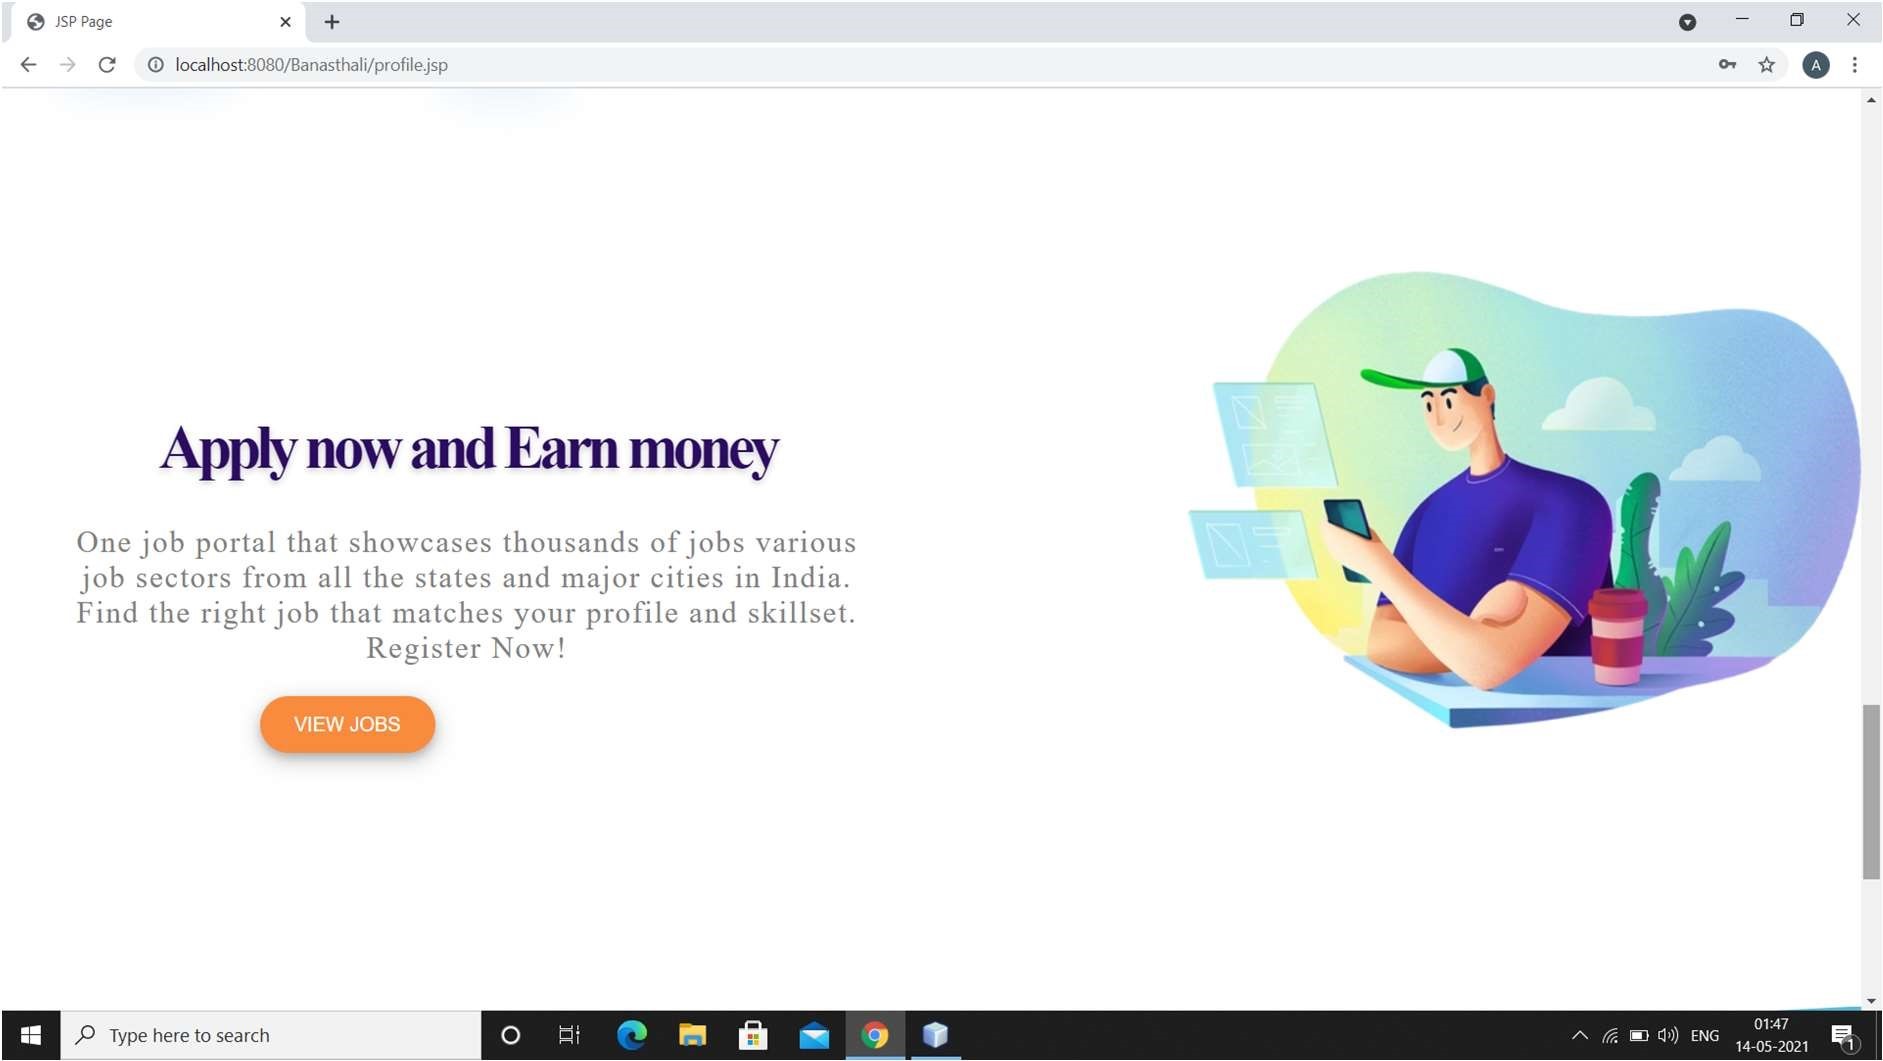 JSP Page
localhost:8080/Banasthali/profile.jsp
A
Apply now and Earn money
One job portal that showcases thousands of jobs various
job sectors from all the states and major cities in India.
Find the right job that matches your profile and skillset.
Register Now!
VIEW JOBS
Type here to search
ENG
01:47
14-05-2021
1